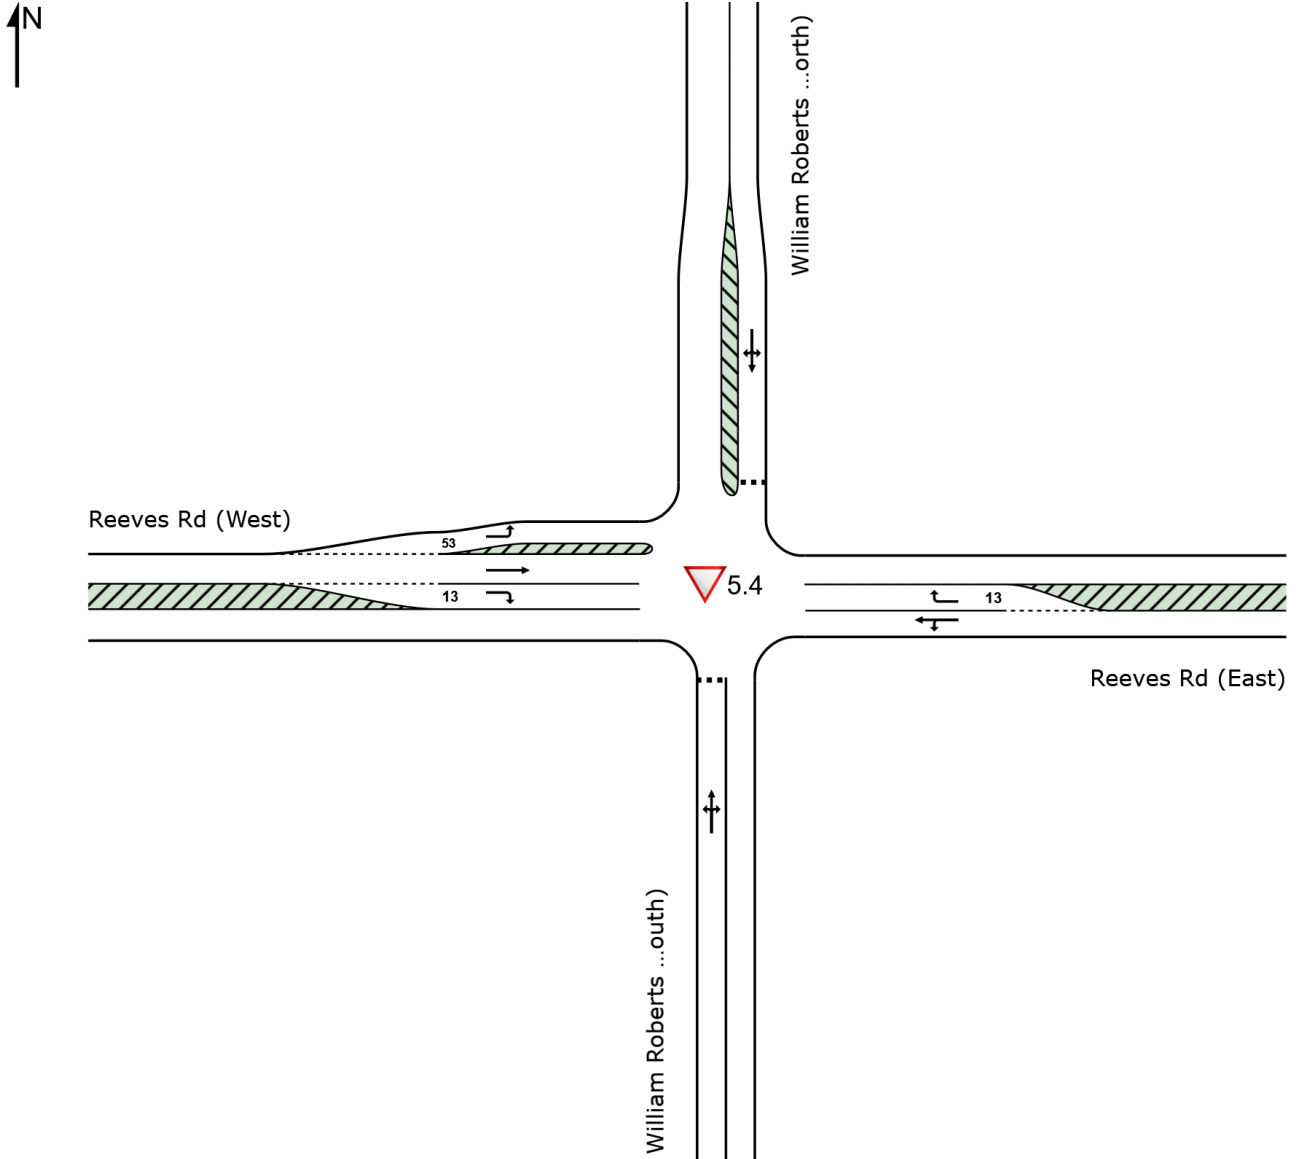 N
William Roberts ...orth)
Reeves Rd (West)
53
13
5.4
13
Reeves Rd (East)
William Roberts ...outh)